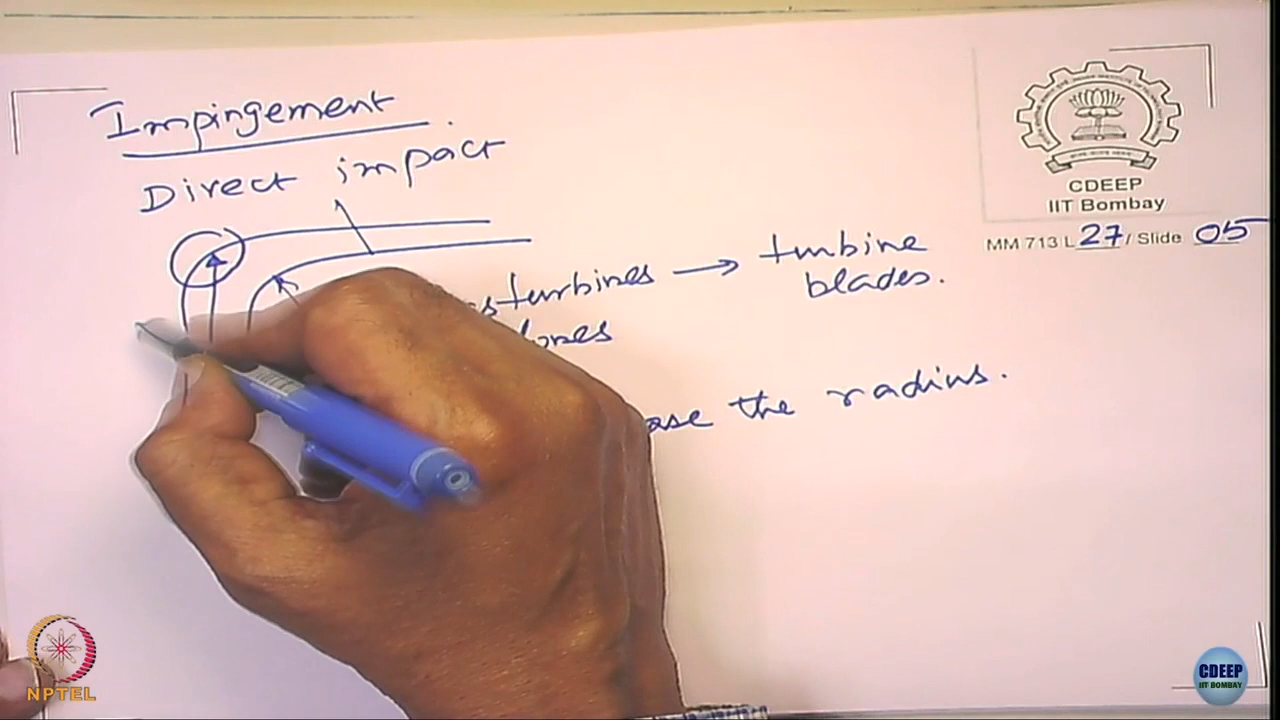 Impingement.
Direct impact
turbines → turbine
blades.
the radius.
CDEEP
IIT Bombay
MM 713 L 27 / Slide 05
NPTEL
CDEEP
IIT BOMBAY